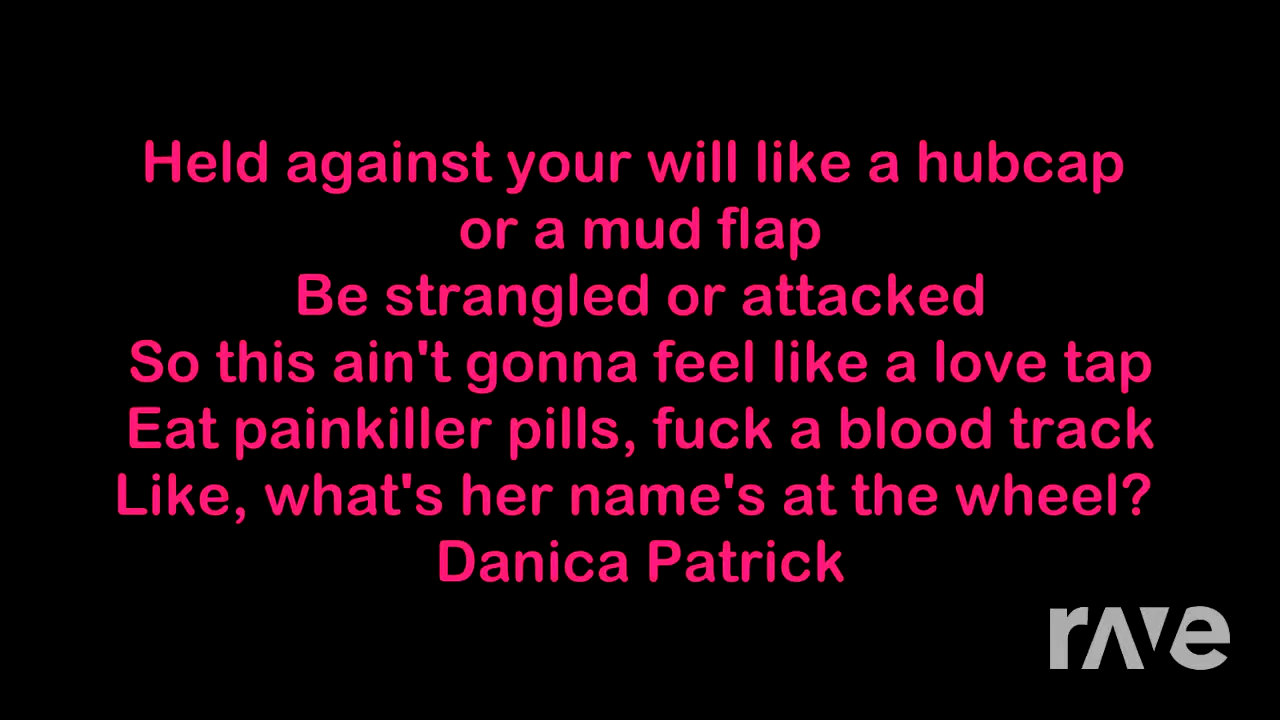 Held against your will like a hubcap
or a mud flap
Be strangled or attacked
So this ain't gonna feel like a love tap
Eat painkiller pills, fuck a blood track
Like, what's her name's at the wheel?
Danica Patrick
rave